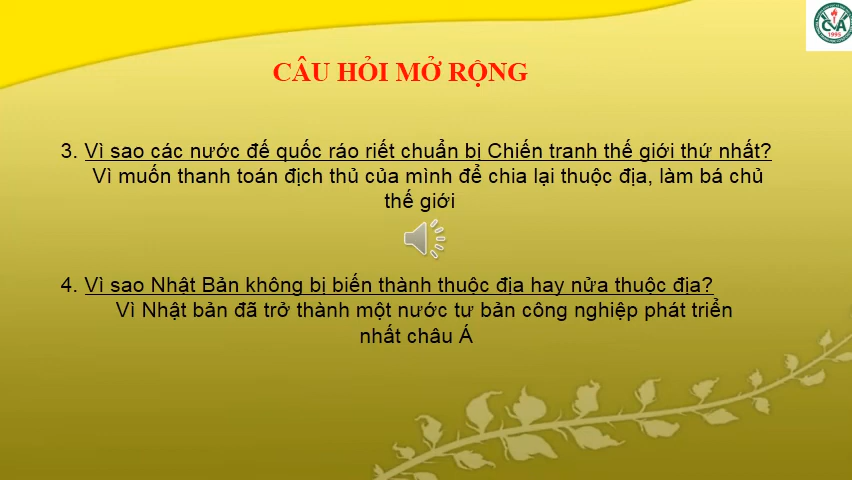 CVA
1995
CÂU HỎI MỞ RỘNG
3. Vì sao các nước đế quốc ráo riết chuẩn bị Chiến tranh thế giới thứ nhất?
Vì muốn thanh toán địch thủ của mình để chia lại thuộc địa, làm bá chủ
thế giới
4. Vì sao Nhật Bản không bị biến thành thuộc địa hay nửa thuộc địa?
Vì Nhật bản đã trở thành một nước tư bản công nghiệp phát triển
nhất châu Á